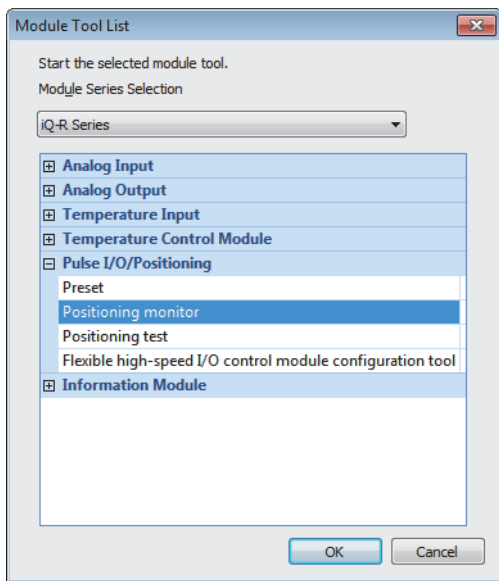 Module Tool List
Start the selected module tool.
Module Series Selection
iQ-R Series
Analog Input
Analog Output
Temperature Input
Temperature Control Module
Pulse I/O/Positioning
Preset
Positioning monitor
Positioning test
Flexible high-speed I/O control module configuration tool
Information Module
OK Cancel